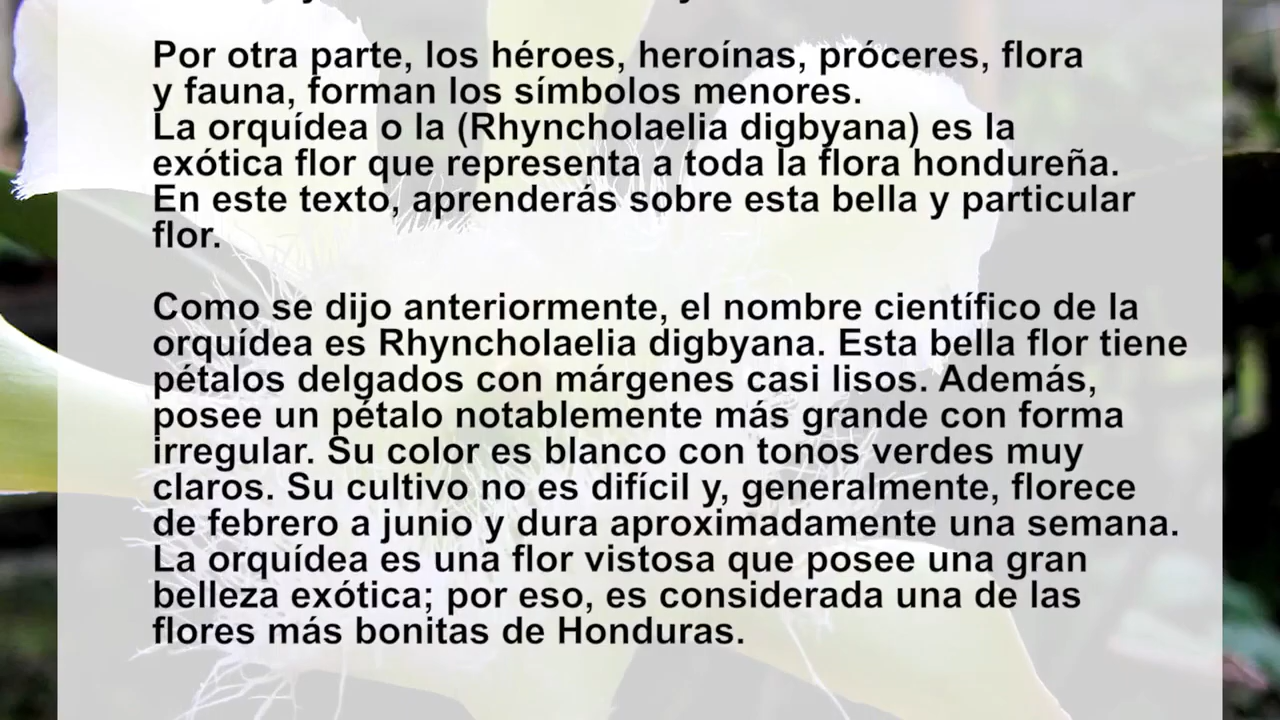 Por otra parte, los héroes, heroínas, próceres, flora
y fauna, forman los símbolos menores.
La orquídea o la (Rhyncholaelia digbyana) es la
exótica flor que representa a toda la flora hondureña.
En este texto, aprenderás sobre esta bella y particular
flor.
Como se dijo anteriormente, el nombre científico de la
orquídea es Rhyncholaelia digbyana. Esta bella flor tiene
pétalos delgados con márgenes casi lisos. Además,
posee un pétalo notablemente más grande con forma
irregular. Su color es blanco con tonos verdes muy
claros. Su cultivo no es difícil y, generalmente, florece
de febrero a junio y dura aproximadamente una semana.
La orquídea es una flor vistosa que posee una gran
belleza exótica; por eso, es considerada una de las
flores más bonitas de Honduras.